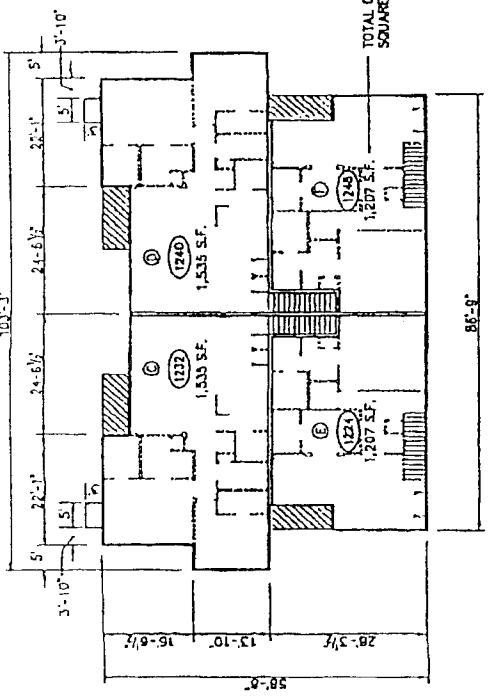 3'-10"
5'
22'-1"
24'-6½"
24'-6½"
22'-1"
5'
3'-10"
5'
5'
TOTAL
SQUARE
D
1240
1,535 S.F.
C
1232
1,535 S.F.
1248
1,207 S.F.
E
1224
1,207 S.F.
16'-6½"
13'-10"
28'-3½"
58'-8"
86'-9"